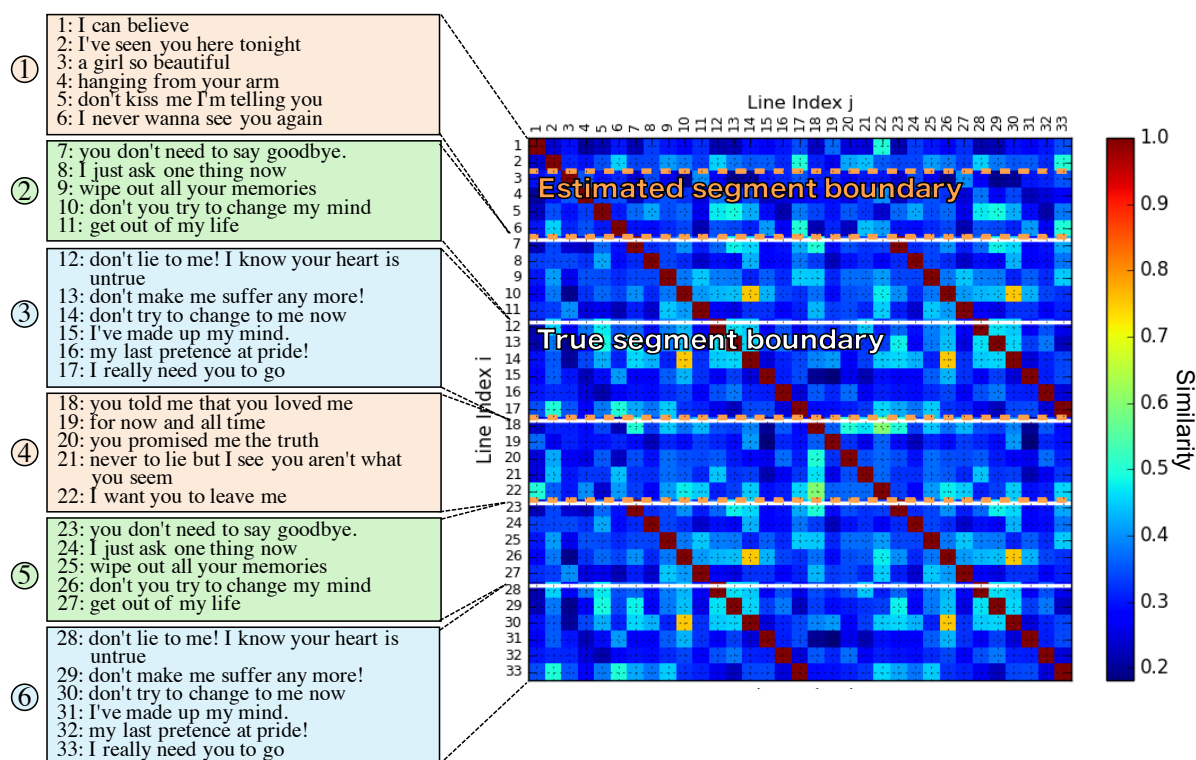 ①
1: I can believe
2: I've seen you here tonight
3: a girl so beautiful
4: hanging from your arm
5: don't kiss me I'm telling you
6: I never wanna see you again
②
7: you don't need to say goodbye.
8: I just ask one thing now
9: wipe out all your memories
10: don't you try to change my mind
11: get out of my life
③
12: don't lie to me! I know your heart is
untrue
13: don't make me suffer any more!
14: don't try to change to me now
15: I've made up my mind.
16: my last pretence at pride!
17: I really need you to go
④
18: you told me that you loved me
19: for now and all time
20: you promised me the truth
21: never to lie but I see you aren't what
you seem
22: I want you to leave me
⑤
23: you don't need to say goodbye.
24: I just ask one thing now
25: wipe out all your memories
26: don't you try to change my mind
27: get out of my life
⑥
28: don't lie to me! I know your heart is
untrue
29: don't make me suffer any more!
30: don't try to change to me now
31: I've made up my mind.
32: my last pretence at pride!
33: I really need you to go
Line Index j
1 2 3 4 5 6 7 8 9 10 11 12 13 14 15 16 17 18 19 20 21 22 23 24 25 26 27 28 29 30 31 32 33
Line Index i
1
2
3
4
5
6
7
8
9
10
11
12
13
14
15
16
17
18
19
20
21
22
23
24
25
26
27
28
29
30
31
32
33
Estimated segment boundary
True segment boundary
1.0
0.9
0.8
0.7
0.6
0.5
0.4
0.3
0.2
Similarity